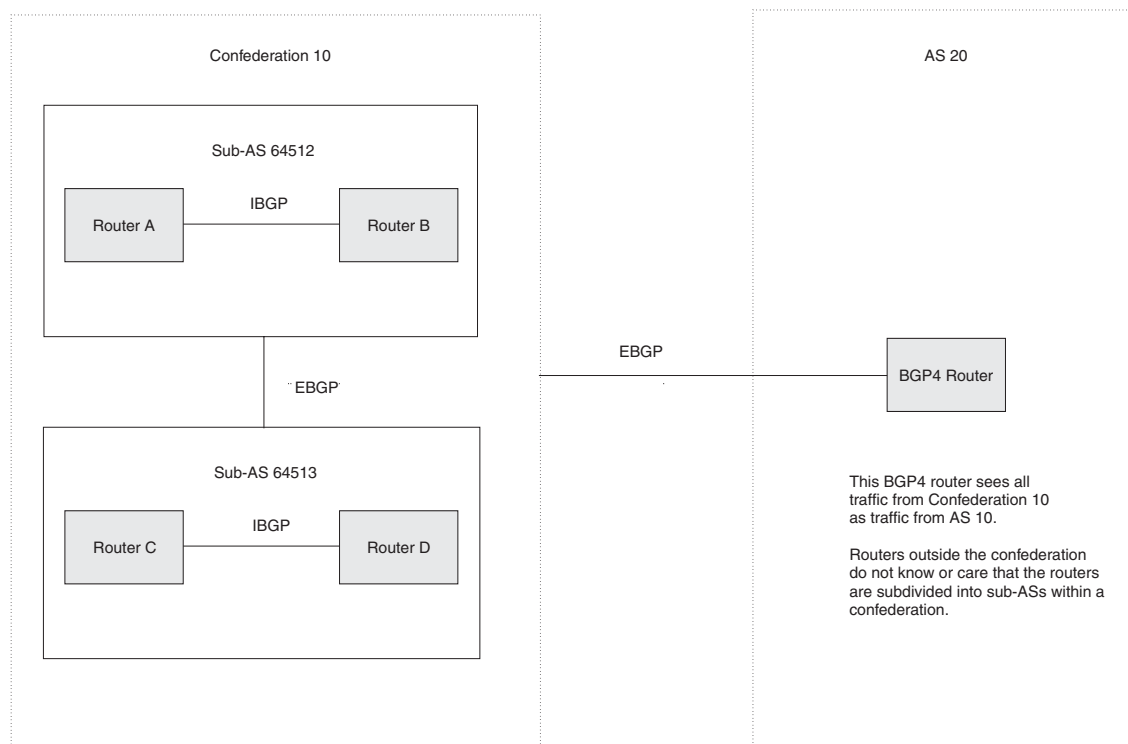 Confederation 10
AS 20
Sub-AS 64512
IBGP
Router A
Router B
EBGP
EBGP
BGP4 Router
Sub-AS 64513
IBGP
Router C
Router D
This BGP4 router sees all
traffic from Confederation 10
as traffic from AS 10.
Routers outside the confederation
do not know or care that the routers
are subdivided into sub-ASs within a
confederation.